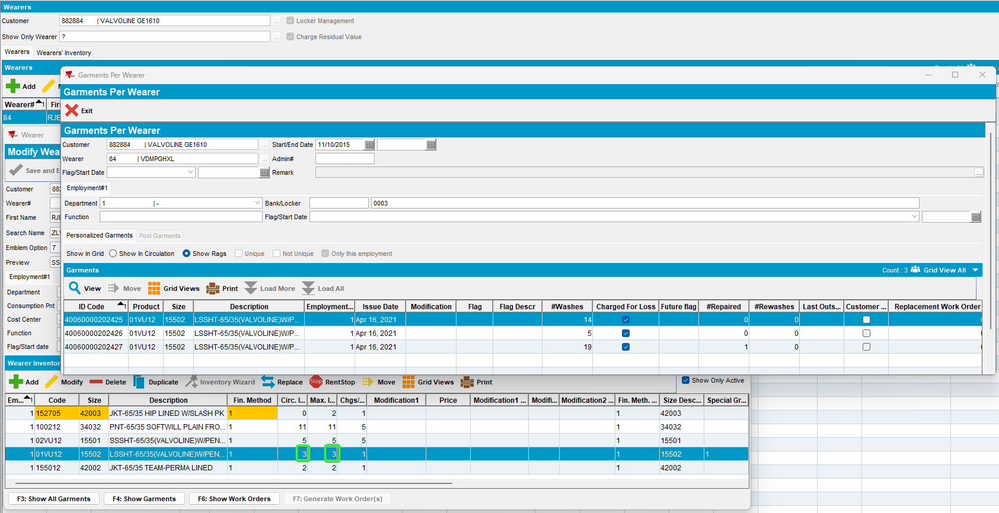 Wearers
Customer 882884 | VALVOLINE GE1610 ... Locker Management
Show Only Wearer ? ... Charge Residual Value
Wearers Wearers' Inventory
Wearers
Add
Wearer# 1 Firs
84 RJE
Garments Per Wearer
Garments Per Wearer
Exit
Garments Per Wearer
Customer 882884 | VALVOLINE GE1610 ... Start/End Date 11/10/2015 16 16
Wearer 84 | VDMPGHXL ... Admin#
Flag/Start Date 16 Remark ...
Employment#1
Department 1 | - Bank/Locker 0003
Function Flag/Start Date 16
Personalized Garments Pool Garments
Show In Grid Show In Circulation Show Rags Unique Not Unique Only this employment
Garments Count : 3 Grid View All
View Move Grid Views Print Load More Load All
ID Code 1 Product Size Description Employment... Issue Date Modification Flag Flag Descr #Washes Charged For Loss Future flag #Repaired #Rewashes Last Outs... Customer ... Replacement Work Order
40060000202425 01VU12 15502 LSSHT-65/35(VALVOLINE)W/P... 1 Apr 16, 2021 14 0 0
40060000202426 01VU12 15502 LSSHT-65/35(VALVOLINE)W/P... 1 Apr 16, 2021 5 0 0
40060000202427 01VU12 15502 LSSHT-65/35(VALVOLINE)W/P... 1 Apr 16, 2021 19 1 0
Wearer
Modify Wea
Save and E
Customer 882
Wearer#
First Name RJE
Search Name ZLV
Emblem Option 7
Preview SS
Employment#1
Department
Consumption Pnt
Cost Center
Function
Flag/Start date
Wearer Inventor
Add Modify Delete Duplicate Inventory Wizard Replace Stop RentStop Move Grid Views Print Show Only Active
Em... 1 Code Size Description Fin. Method Circ. I... Max. I... Chgs/... Modification1 Price Modification1 ... Modifi... Modification2 ... Fin. Meth. ... Size Desc... Special Gr...
1 152705 42003 JKT-65/35 HIP LINED W/SLASH PK 1 0 2 1 1 42003
1 100212 34032 PNT-65/35 SOFTWILL PLAIN FRO... 1 11 11 5 1 34032
1 02VU12 15501 SSSHT-65/35(VALVOLINE)W/PEN... 1 5 5 5 1 15501
1 01VU12 15502 LSSHT-65/35(VALVOLINE)W/PEN... 1 3 3 1 1 15502 1
1 155012 42002 JKT-65/35 TEAM-PERMA LINED 1 2 2 1 1 42002
F3: Show All Garments F4: Show Garments F6: Show Work Orders F7: Generate Work Order(s)